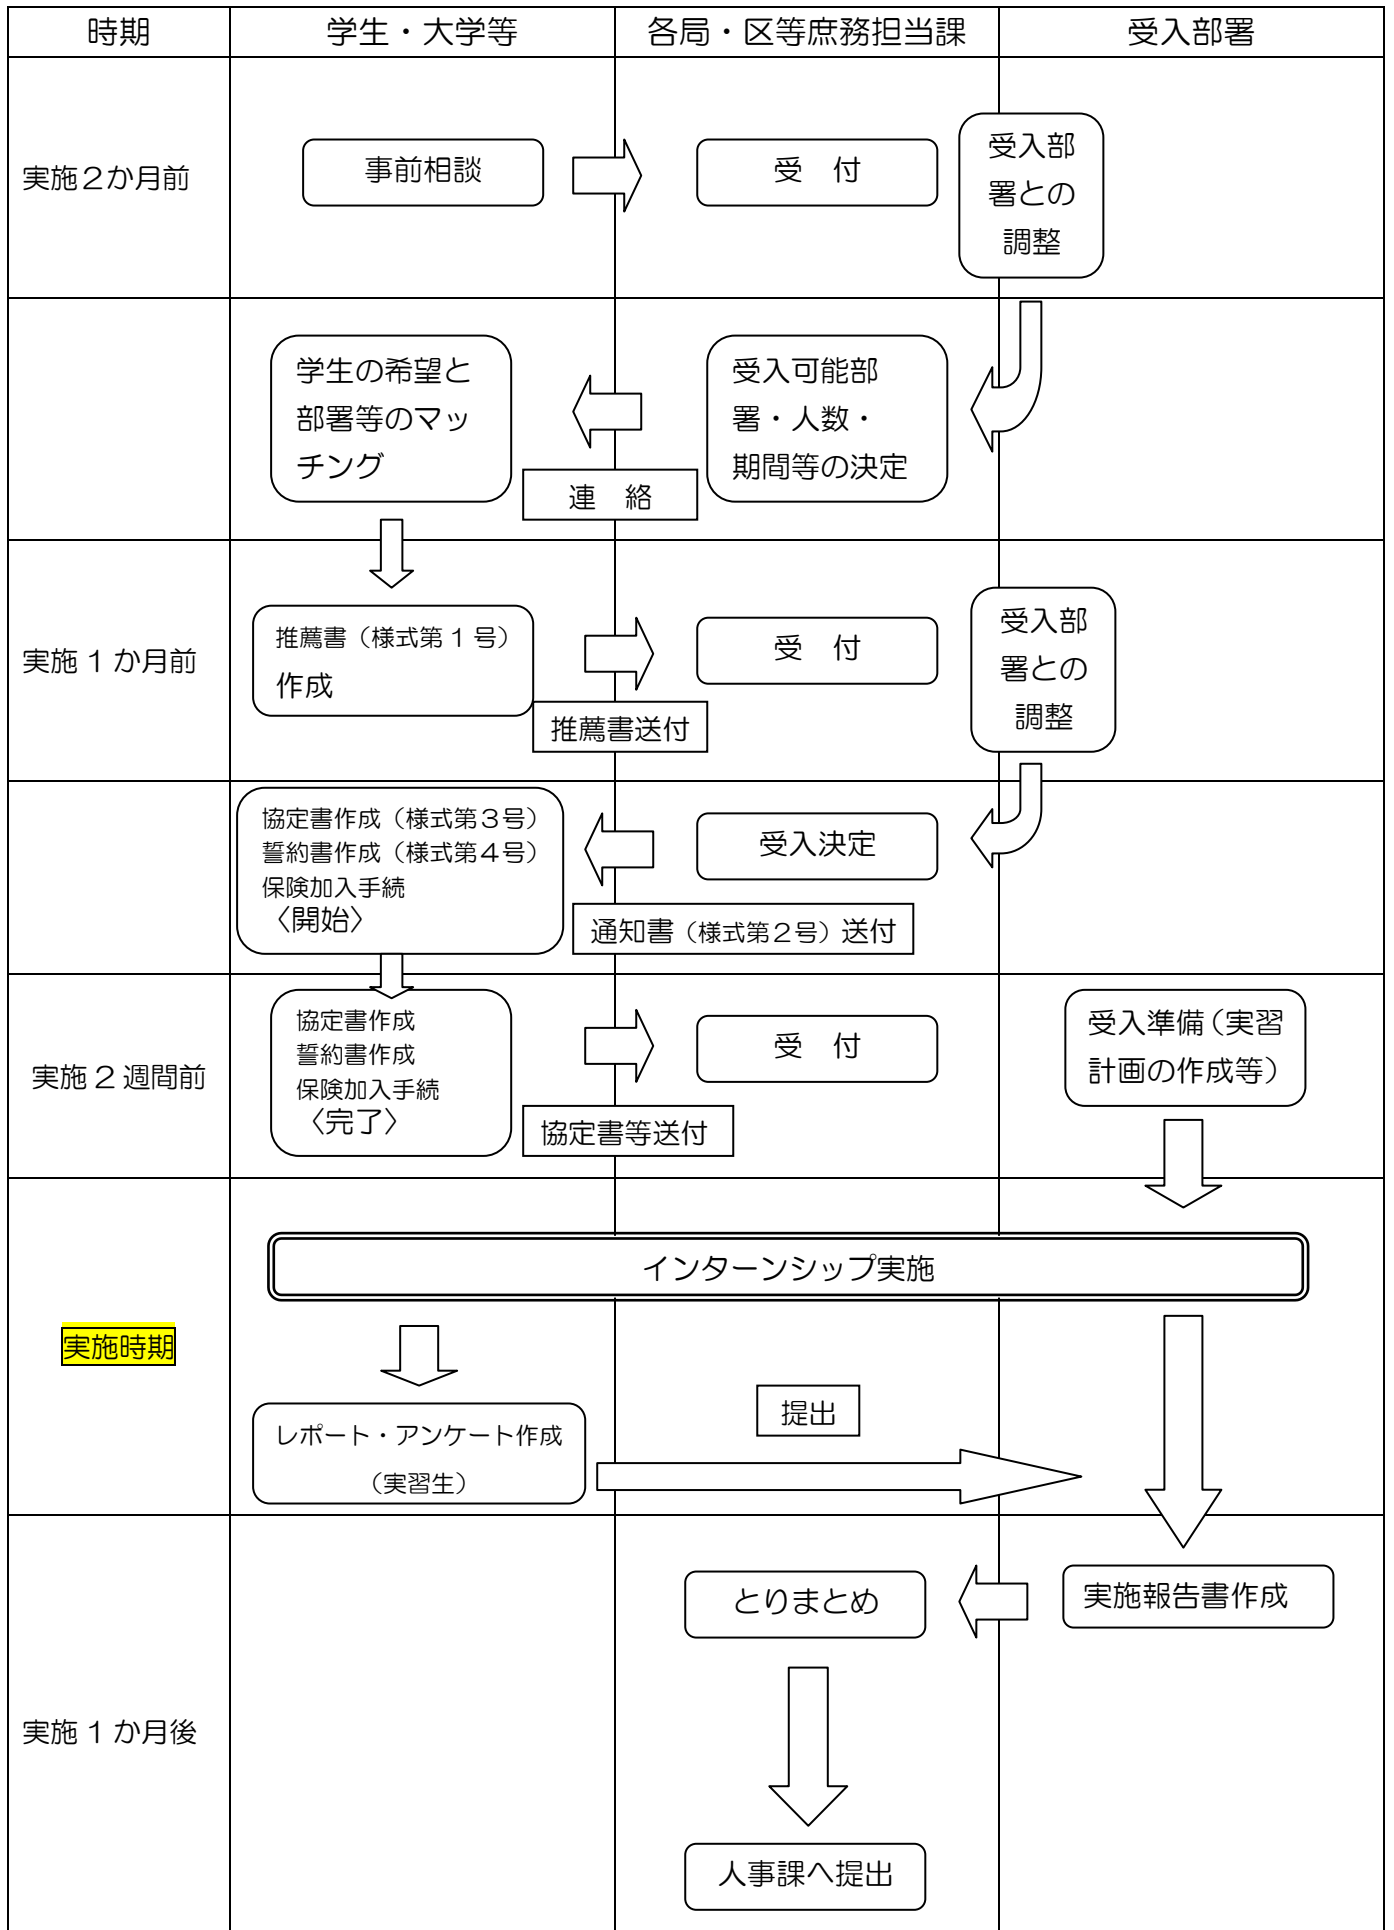 時期
学生・大学等
各局・区等庶務担当課
受入部署
実施２か月前
事前相談
受　付
受入部
署との
調整
学生の希望と
部署等のマッ
チング
連　絡
受入可能部
署・人数・
期間等の決定
実施 1 か月前
推薦書（様式第 1 号）
作成
推薦書送付
受　付
受入部
署との
調整
協定書作成（様式第３号）
誓約書作成（様式第４号）
保険加入手続
〈開始〉
受入決定
通知書（様式第２号）送付
実施 2 週間前
協定書作成
誓約書作成
保険加入手続
〈完了〉
協定書等送付
受　付
受入準備（実習
計画の作成等）
インターンシップ実施
実施時期
レポート・アンケート作成
（実習生）
提出
実施 1 か月後
とりまとめ
実施報告書作成
人事課へ提出